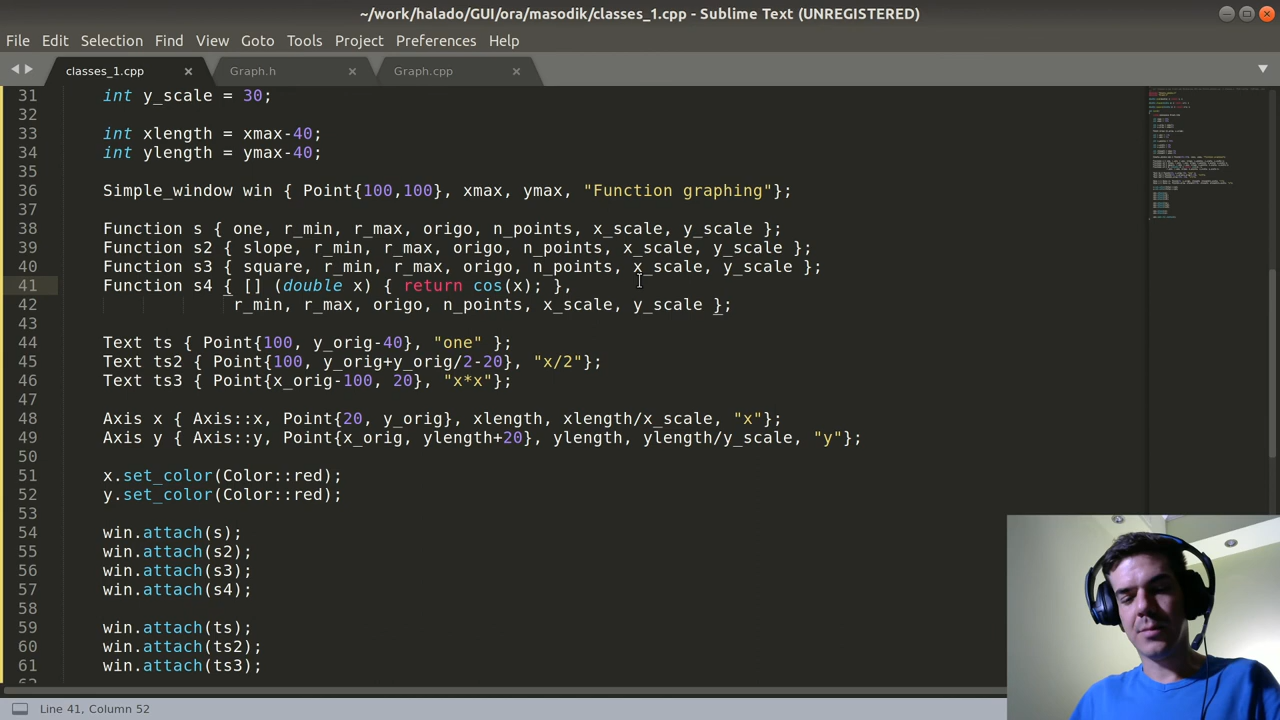 ~/work/halado/GUI/ora/masodik/classes_1.cpp - Sublime Text (UNREGISTERED)
File Edit Selection Find View Goto Tools Project Preferences Help
classes_1.cpp Graph.h Graph.cpp
31 int y_scale = 30;
32
33 int xlength = xmax-40;
34 int ylength = ymax-40;
35
36 Simple_window win { Point{100,100}, xmax, ymax, "Function graphing"};
37
38 Function s { one, r_min, r_max, origo, n_points, x_scale, y_scale };
39 Function s2 { slope, r_min, r_max, origo, n_points, x_scale, y_scale };
40 Function s3 { square, r_min, r_max, origo, n_points, x_scale, y_scale };
41 Function s4 { [] (double x) { return cos(x); },
42 r_min, r_max, origo, n_points, x_scale, y_scale };
43
44 Text ts { Point{100, y_orig-40}, "one" };
45 Text ts2 { Point{100, y_orig+y_orig/2-20}, "x/2"};
46 Text ts3 { Point{x_orig-100, 20}, "x*x"};
47
48 Axis x { Axis::x, Point{20, y_orig}, xlength, xlength/x_scale, "x"};
49 Axis y { Axis::y, Point{x_orig, ylength+20}, ylength, ylength/y_scale, "y"};
50
51 x.set_color(Color::red);
52 y.set_color(Color::red);
53
54 win.attach(s);
55 win.attach(s2);
56 win.attach(s3);
57 win.attach(s4);
58
59 win.attach(ts);
60 win.attach(ts2);
61 win.attach(ts3);
Line 41, Column 52